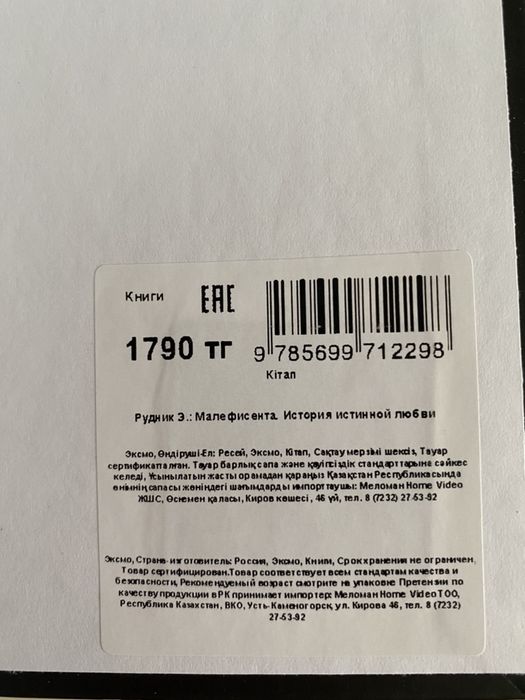 Книги
EAC
1790 тг
9 785699 712298
Кітап
Рудник Э.: Малефисента. История истинной любви
Эксмо, Өндіруші-Ел: Ресей, Эксмо, Кітап, Сақтау мерзімі шексіз, Тауар
сертификатталған. Тауар барлық сапа және қауіпсіздік стандарттарына сәйкес
келеді, Ұсынылатын жасты орамадан қараңыз Қазақстан Республикасында
өнімнің сапасы жөніндегі шағымдарды импорттаушы: Меломан Home Video
ЖШС, Өскемен қаласы, Киров көшесі, 46 үй, тел. 8 (7232) 27-53-92
Эксмо, Страна-изготовитель: Россия, Эксмо, Книги, Срок хранения не ограничен,
Товар сертифицирован.Товар соответствует всем стандартам качества и
безопасности, Рекомендуемый возраст смотрите на упаковке Претензии по
качеству продукции в РК принимает импортер: Меломан Home Video ТОО,
Республика Казахстан, ВКО, Усть-Каменогорск, ул. Кирова 46, тел. 8 (7232)
27-53-92